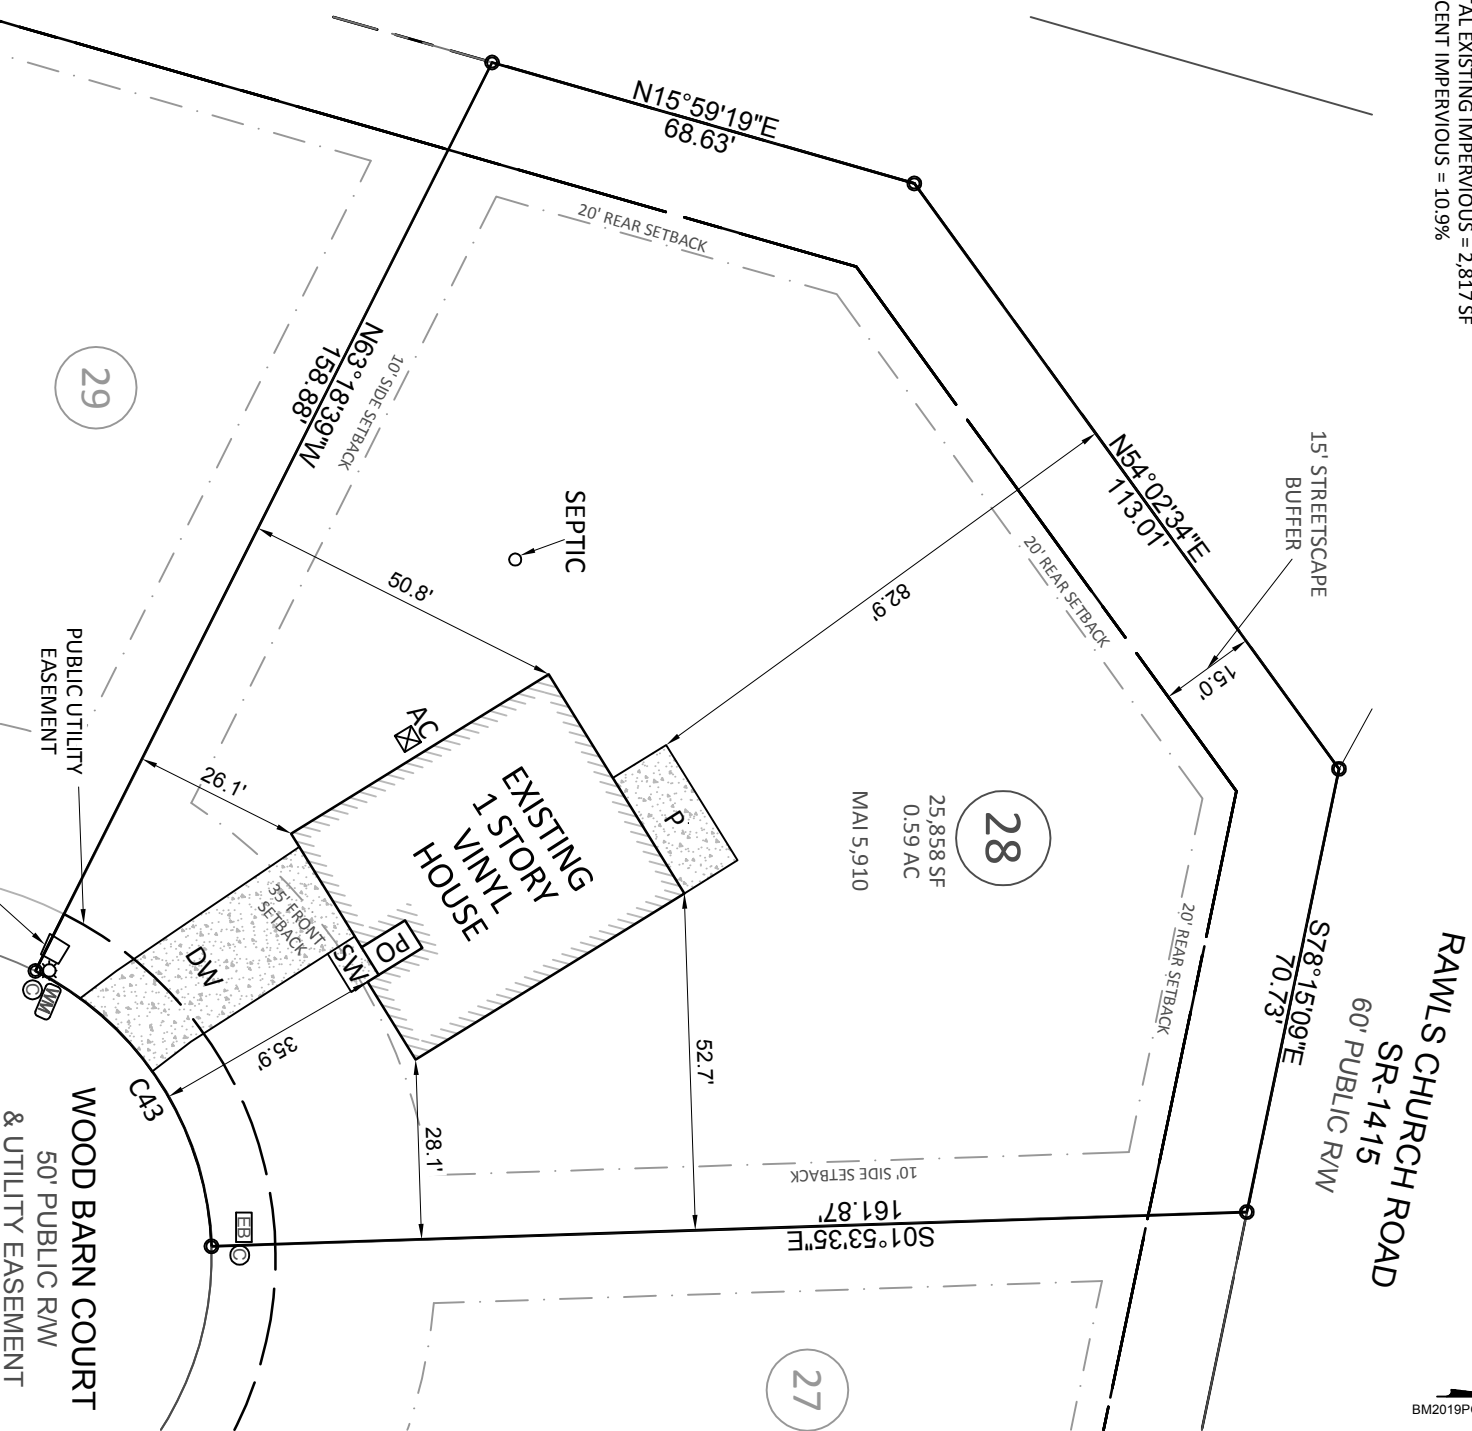 AL EXISTING IMPERVIOUS = 2,817 SF
CENT IMPERVIOUS = 10.9%
N15°59'19"E
68.63'
20' REAR SETBACK
N63°18'39"W
158.88'
10' SIDE SETBACK
29
N54°02'34"E
113.01'
15' STREETSCAPE
BUFFER
20' REAR SETBACK
15.0'
82.9'
SEPTIC
50.8'
PUBLIC UTILITY
EASEMENT
AC
26.1'
EXISTING
1 STORY
VINYL
HOUSE
P
28
25,858 SF
0.59 AC
MAI 5,910
20' REAR SETBACK
S78°15'09"E
70.73'
RAWLS CHURCH ROAD
SR-1415
60' PUBLIC R/W
35' FRONT
SETBACK
DW
SW
PO
35.9'
52.7'
28.1'
10' SIDE SETBACK
161.87'
S01°53'35"E
C
WM
C43
EB
C
WOOD BARN COURT
50' PUBLIC R/W
& UTILITY EASEMENT
27